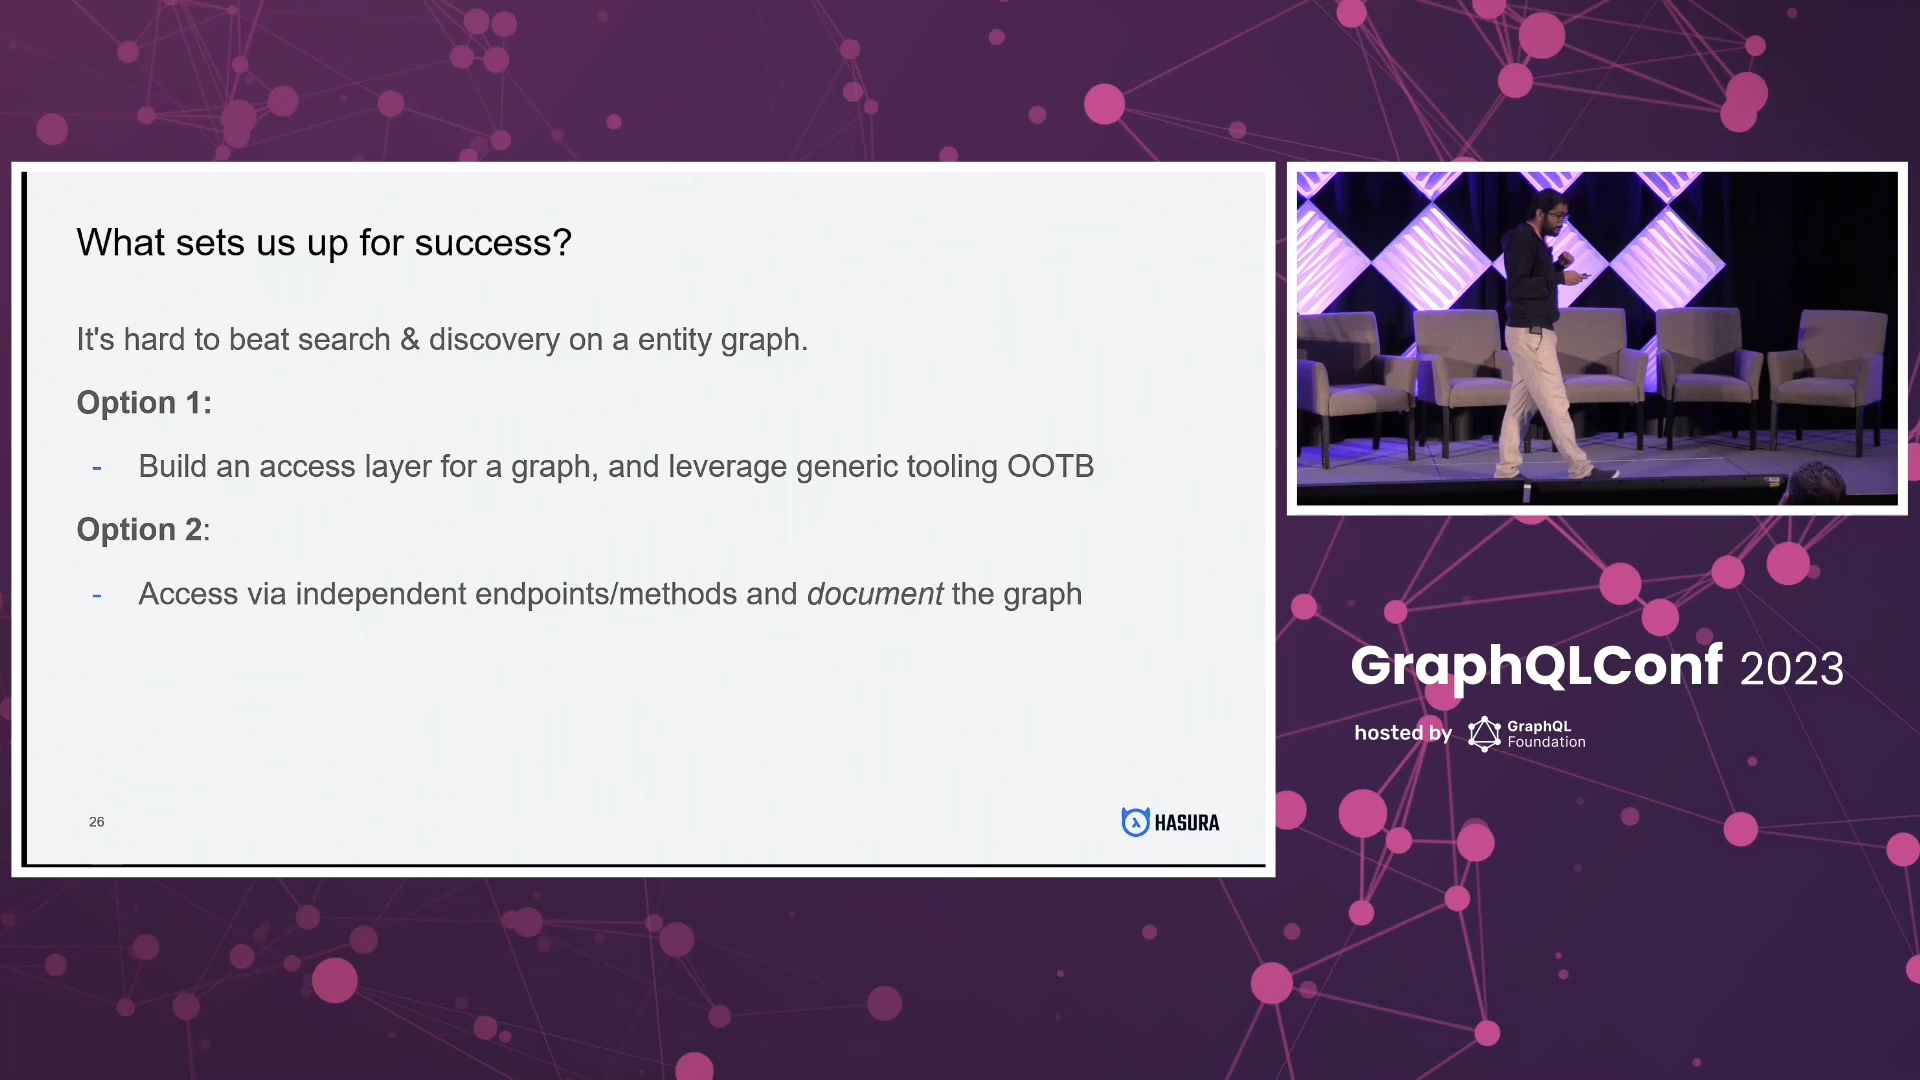 What sets us up for success?
It's hard to beat search & discovery on a entity graph.
Option 1:
- Build an access layer for a graph, and leverage generic tooling OOTB
Option 2:
- Access via independent endpoints/methods and document the graph
26
HASURA
GraphQLConf 2023
hosted by GraphQL Foundation